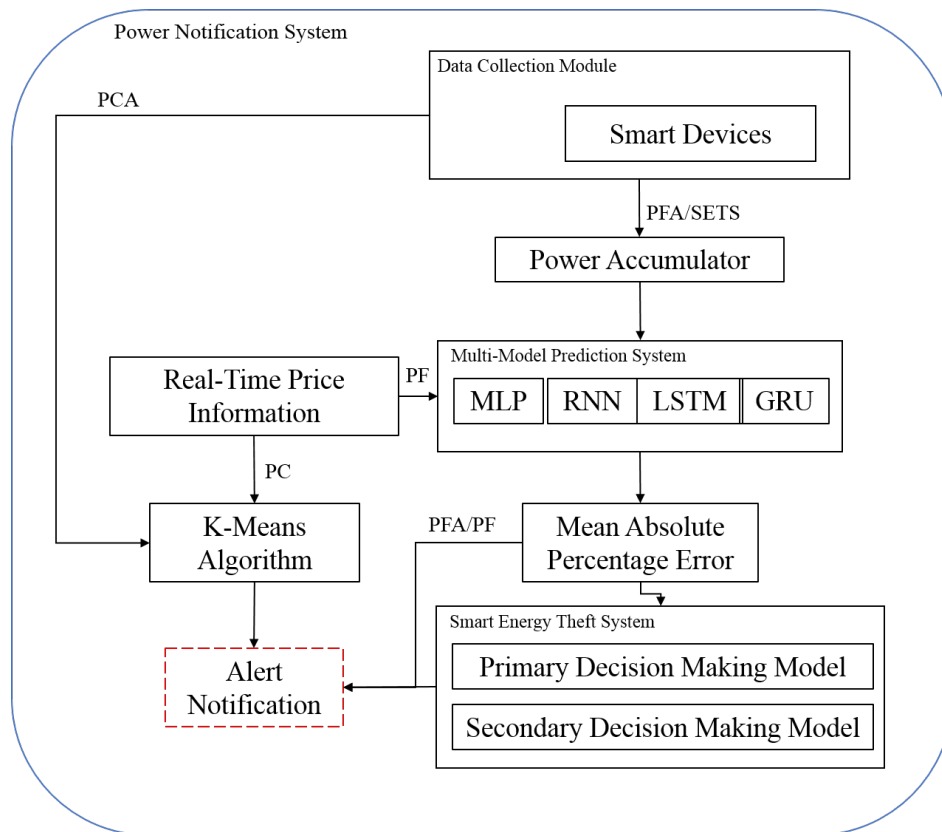 Power Notification System
Data Collection Module
PCA
Smart Devices
PFA/SETS
Power Accumulator
Multi-Model Prediction System
Real-Time Price
Information
PF
MLP
RNN
LSTM
GRU
PC
K-Means
Algorithm
PFA/PF
Mean Absolute
Percentage Error
Smart Energy Theft System
Primary Decision Making Model
Alert
Notification
Secondary Decision Making Model